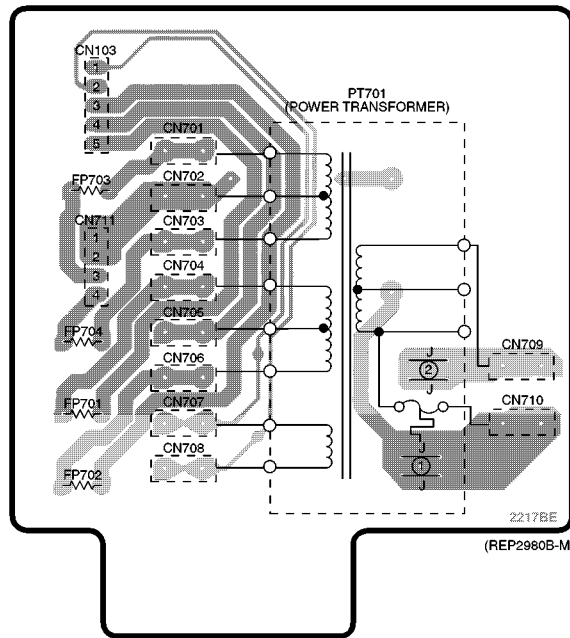 CN103
1
2
3
4
5
PT701
(POWER TRANSFORMER)
CN701
CN702
FP703
CN711
1
2
3
4
CN703
CN704
CN705
FP704
CN706
CN709
J
2
J
CN707
FP701
CN710
CN708
J
1
J
FP702
2217BE
(REP2980B-M